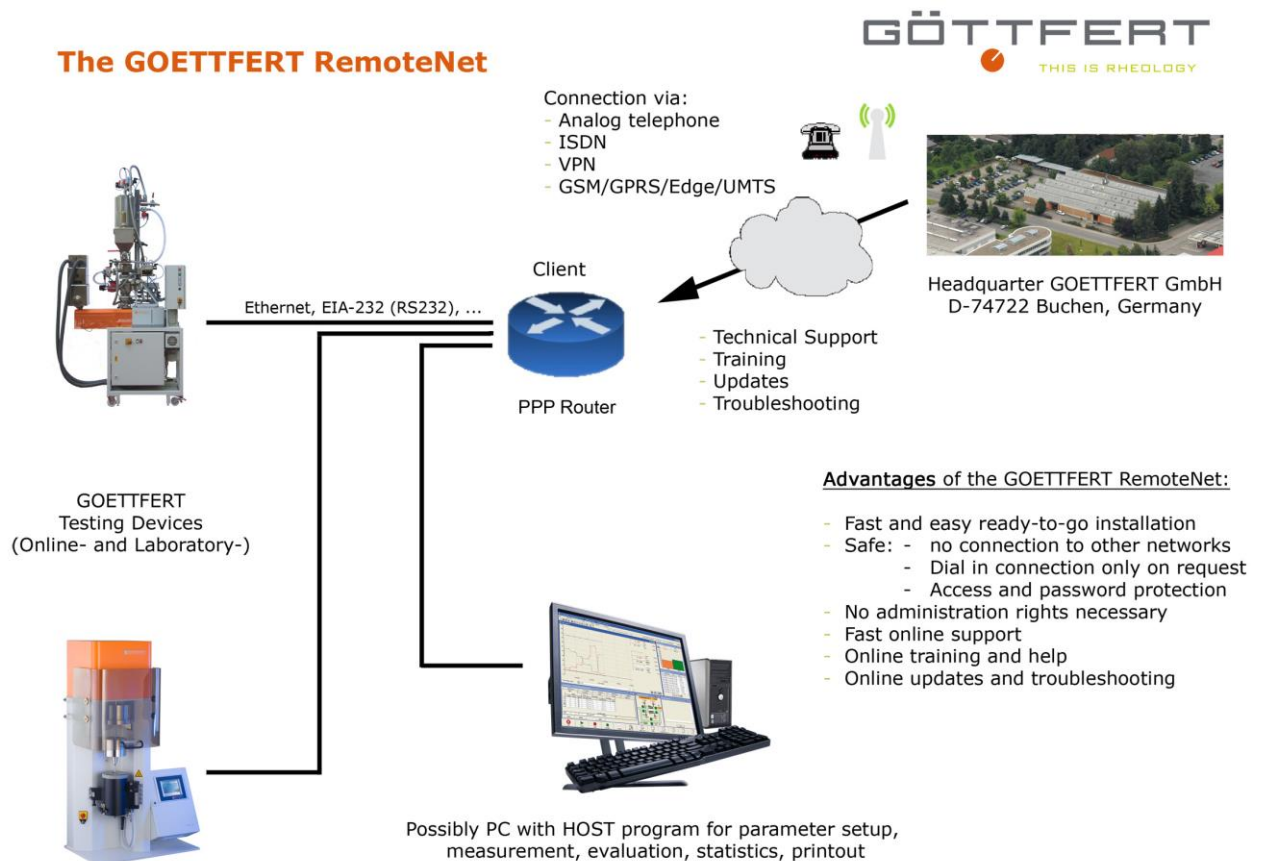 The GOETTFERT RemoteNet
GÖTTFERT
THIS IS RHEOLOGY
Connection via:
- Analog telephone
- ISDN
- VPN
- GSM/GPRS/Edge/UMTS
Headquarter GOETTFERT GmbH
D-74722 Buchen, Germany
Client
Ethernet, EIA-232 (RS232), ...
PPP Router
- Technical Support
- Training
- Updates
- Troubleshooting
GOETTFERT
Testing Devices
(Online- and Laboratory-)
Advantages of the GOETTFERT RemoteNet:
- Fast and easy ready-to-go installation
- Safe: - no connection to other networks
- Dial in connection only on request
- Access and password protection
- No administration rights necessary
- Fast online support
- Online training and help
- Online updates and troubleshooting
Possibly PC with HOST program for parameter setup,
measurement, evaluation, statistics, printout